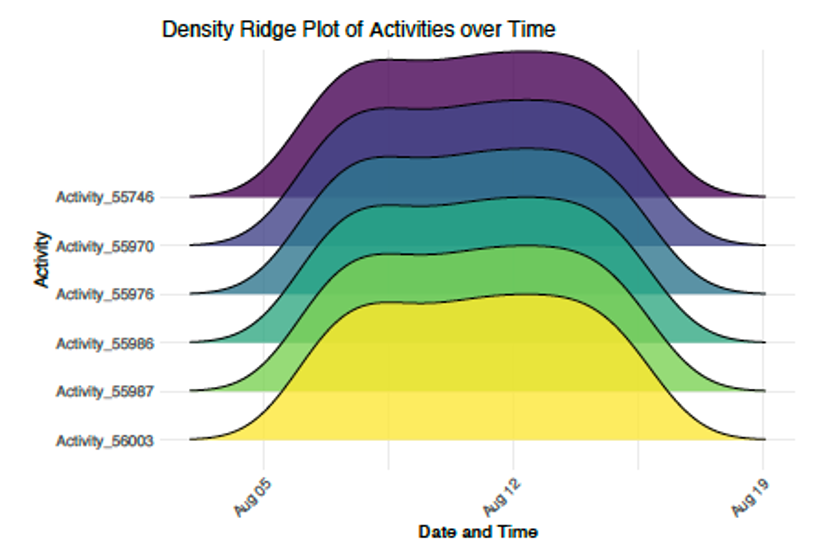 Density Ridge Plot of Activities over Time
Activity_55746
Activity_55970
Activity_55976
Activity_55986
Activity_55987
Activity_56003
Activity
Aug 05
Aug 12
Aug 19
Date and Time